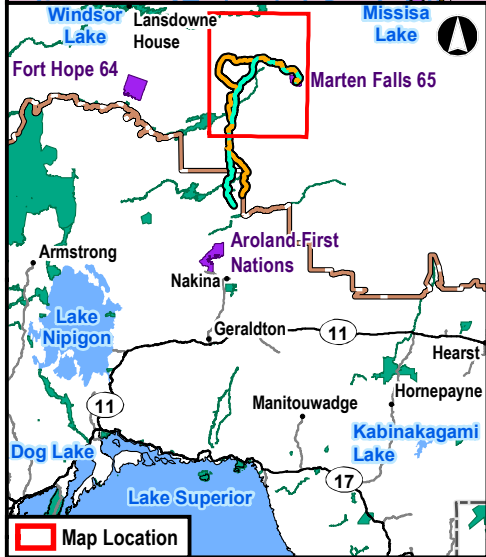 Windsor
Lake
Lansdowne
House
Missisa
Lake
Fort Hope 64
Marten Falls 65
Armstrong
Aroland First
Nations
Nakina
Lake
Nipigon
Geraldton
11
Hearst
11
Manitouwadge
Hornepayne
Kabinakagami
Lake
Dog Lake
17
Lake Superior
Map Location